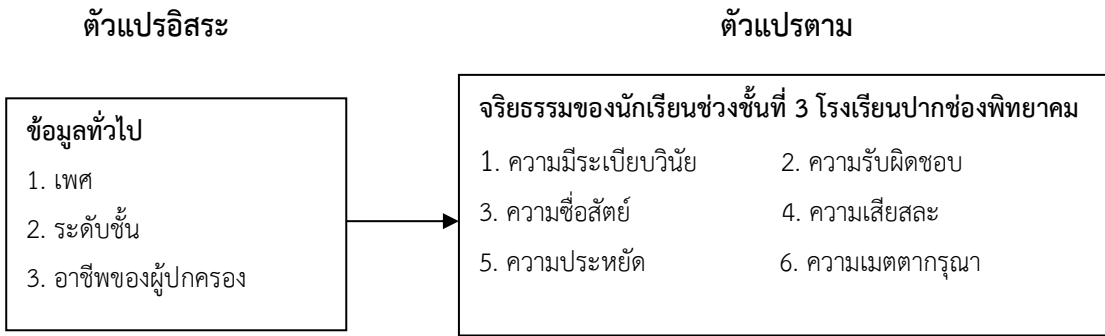 ตัวแปรอิสระ
ตัวแปรตาม
ข้อมูลทั่วไป
1. เพศ
2. ระดับชั้น
3. อาชีพของผู้ปกครอง
จริยธรรมของนักเรียนช่วงชั้นที่ 3 โรงเรียนปากช่องพิทยาคม
1. ความมีระเบียบวินัย 2. ความรับผิดชอบ
3. ความซื่อสัตย์ 4. ความเสียสละ
5. ความประหยัด 6. ความเมตตากรุณา